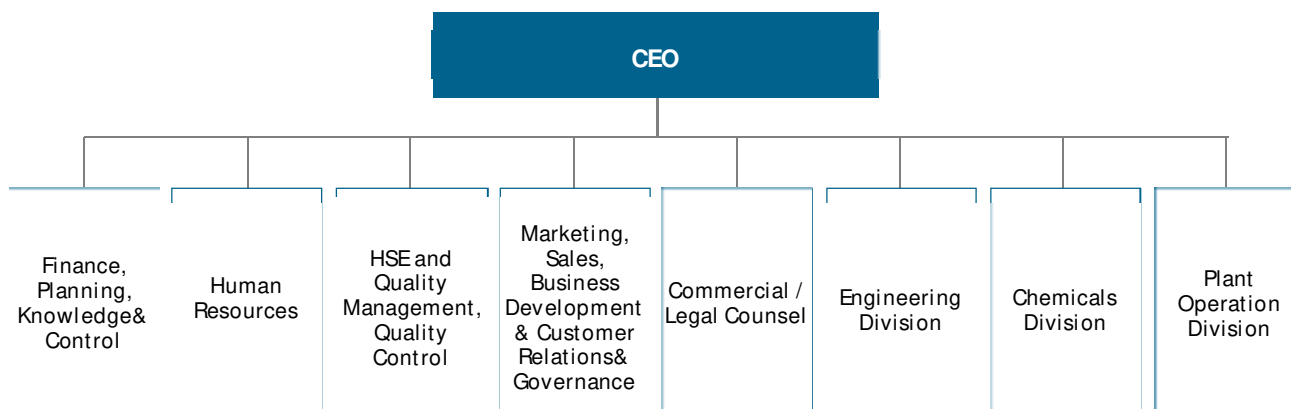 CEO
Finance,
Planning,
Knowledge&
Control
Human
Resources
HSE and
Quality
Management,
Quality
Control
Marketing,
Sales,
Business
Development
& Customer
Relations&
Governance
Commercial /
Legal Counsel
Engineering
Division
Chemicals
Division
Plant
Operation
Division